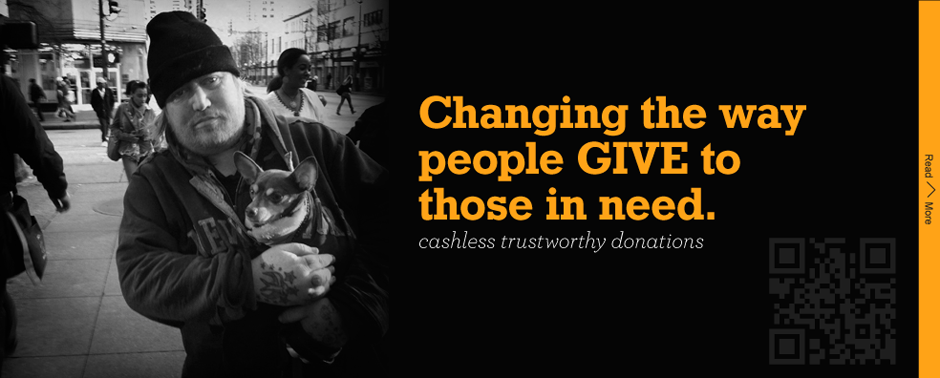 Changing the way
people GIVE to
those in need.
cashless trustworthy donations
Read
More